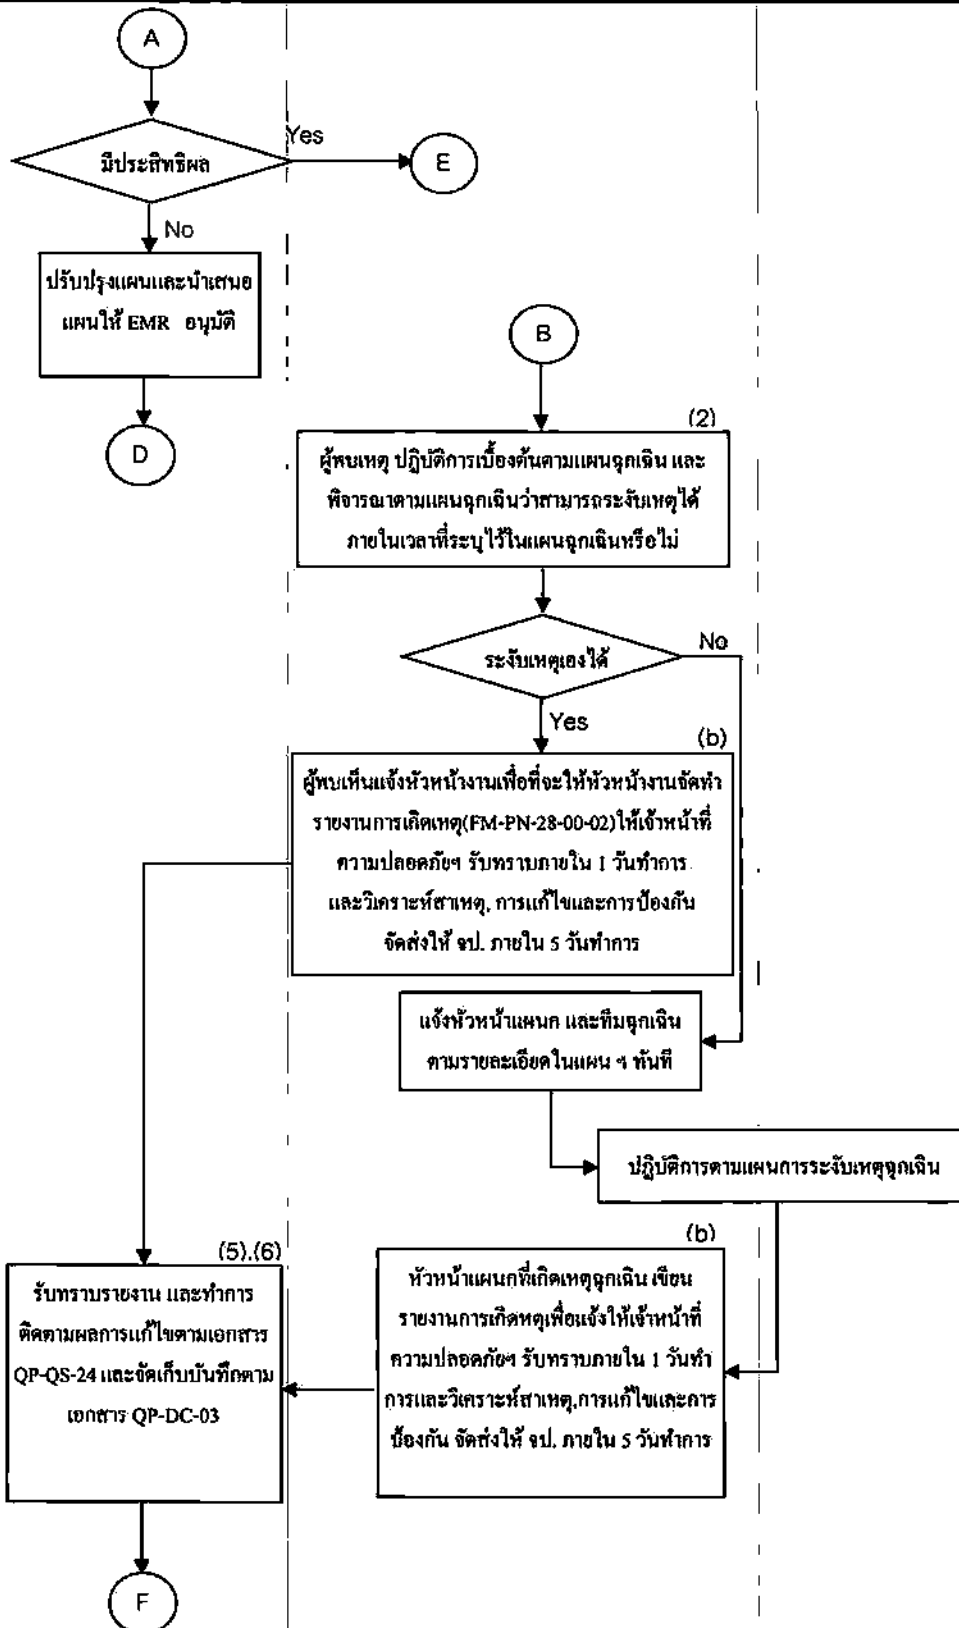 A
มีประสิทธิผล
Yes
E
No
ปรับปรุงแผนและนำเสนอ
แผนให้ EMR อนุมัติ
D
B
(2)
ผู้พบเหตุ ปฏิบัติการเบื้องต้นตามแผนฉุกเฉิน และ
พิจารณาตามแผนฉุกเฉินว่าสามารถระงับเหตุได้
ภายในเวลาที่ระบุไว้ในแผนฉุกเฉินหรือไม่
ระงับเหตุเองได้
No
Yes
(b)
ผู้พบเห็นแจ้งหัวหน้างานเพื่อที่จะให้หัวหน้างานจัดทำ
รายงานการเกิดเหตุ(FM-PN-28-00-02)ให้เจ้าหน้าที่
ความปลอดภัยฯ รับทราบภายใน 1 วันทำการ
และวิเคราะห์สาเหตุ, การแก้ไขและการป้องกัน
จัดส่งให้ จป. ภายใน 5 วันทำการ
แจ้งหัวหน้าแผนก และทีมฉุกเฉิน
ตามรายละเอียดในแผน ฯ ทันที
ปฏิบัติการตามแผนการระงับเหตุฉุกเฉิน
(b)
หัวหน้าแผนกที่เกิดเหตุฉุกเฉิน เขียน
รายงานการเกิดหตุเพื่อแจ้งให้เจ้าหน้าที่
ความปลอดภัยฯ รับทราบภายใน 1 วันทำ
การและวิเคราะห์สาเหตุ,การแก้ไขและการ
ป้องกัน จัดส่งให้ จป. ภายใน 5 วันทำการ
(5).(6)
รับทราบรายงาน และทำการ
ติดตามผลการแก้ไขตามเอกสาร
QP-QS-24 และจัดเก็บบันทึกตาม
เอกสาร QP-DC-03
F